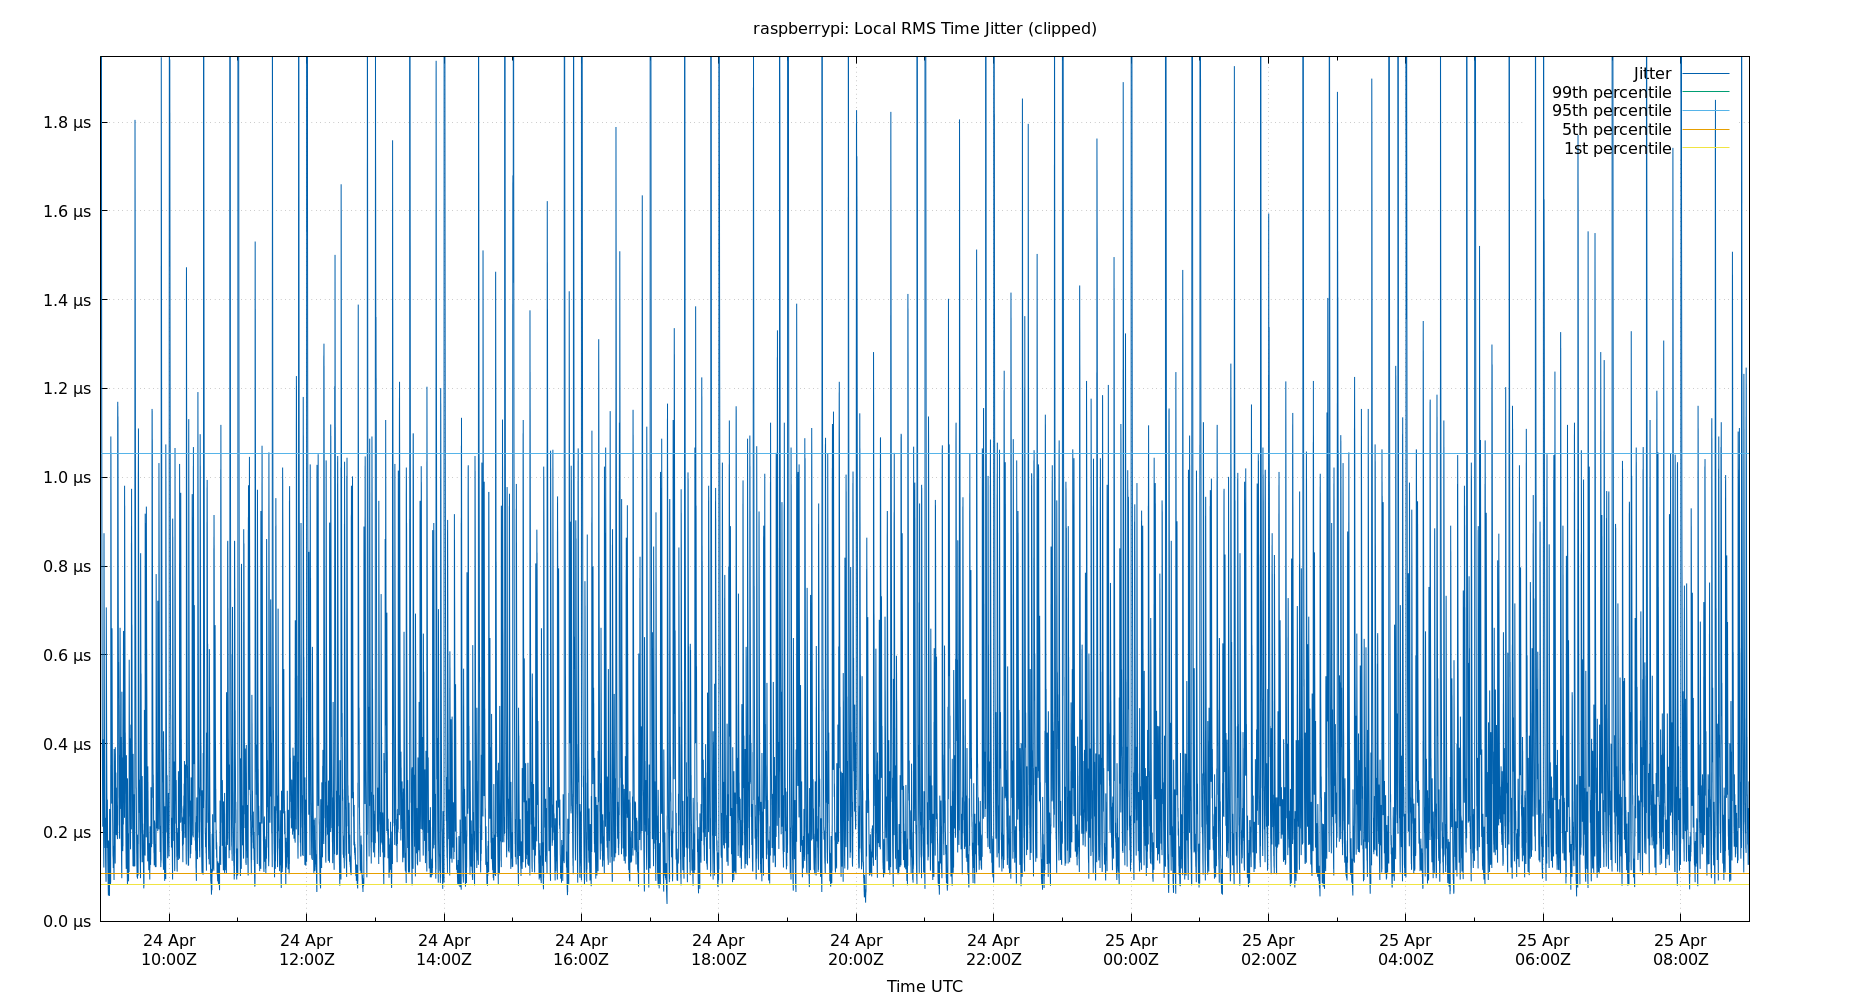 raspberrypi: Local RMS Time Jitter (clipped)
Jitter
99th percentile
95th percentile
5th percentile
1st percentile
1.8 µs
1.6 µs
1.4 µs
1.2 µs
1.0 µs
0.8 µs
0.6 µs
0.4 µs
0.2 µs
0.0 µs
24 Apr 24 Apr 24 Apr 24 Apr 24 Apr 24 Apr 24 Apr 25 Apr 25 Apr 25 Apr 25 Apr 25 Apr
10:00Z 12:00Z 14:00Z 16:00Z 18:00Z 20:00Z 22:00Z 00:00Z 02:00Z 04:00Z 06:00Z 08:00Z
Time UTC